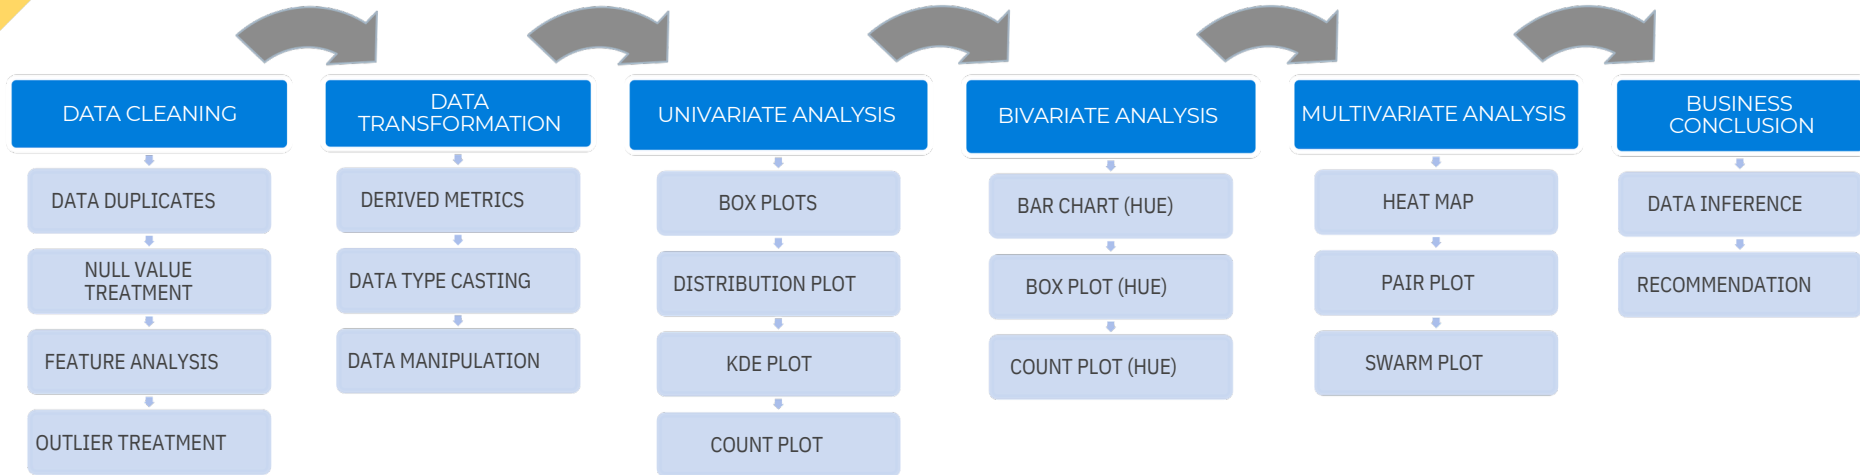 DATA CLEANING
DATA DUPLICATES
NULL VALUE
TREATMENT
FEATURE ANALYSIS
OUTLIER TREATMENT
DATA
TRANSFORMATION
DERIVED METRICS
DATA TYPE CASTING
DATA MANIPULATION
UNIVARIATE ANALYSIS
BOX PLOTS
DISTRIBUTION PLOT
KDE PLOT
COUNT PLOT
BIVARIATE ANALYSIS
BAR CHART (HUE)
BOX PLOT (HUE)
COUNT PLOT (HUE)
MULTIVARIATE ANALYSIS
HEAT MAP
PAIR PLOT
SWARM PLOT
BUSINESS
CONCLUSION
DATA INFERENCE
RECOMMENDATION